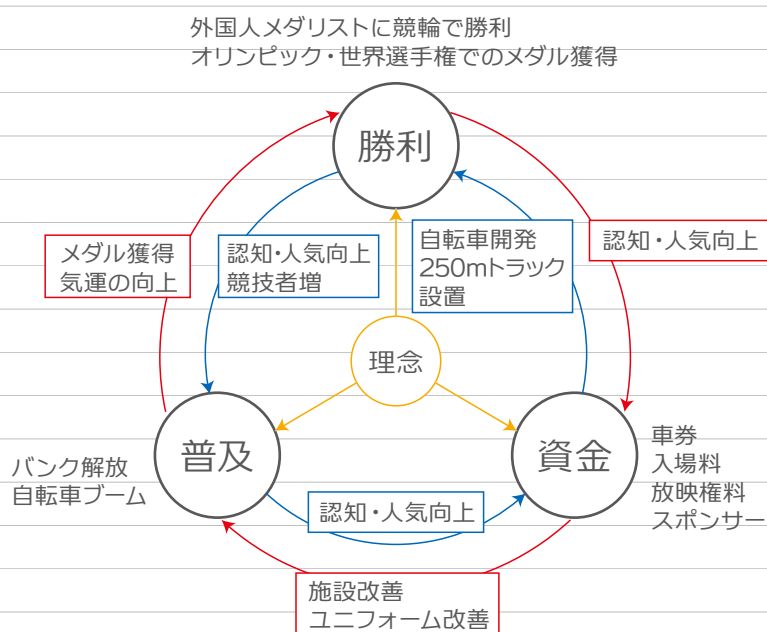 外国人メダリストに競輪で勝利
オリンピック・世界選手権でのメダル獲得
勝利
メダル獲得
気運の向上
認知・人気向上
競技者増
自転車開発
250mトラック
設置
認知・人気向上
理念
普及
資金
バンク解放
自転車ブーム
車券
入場料
放映権料
スポンサー
認知・人気向上
施設改善
ユニフォーム改善